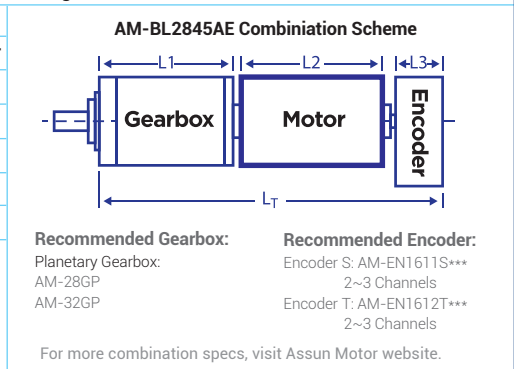 AM-BL2845AE Combiniation Scheme
L1
L2
L3
Gearbox
Motor
Encoder
LT
Recommended Gearbox:
Planetary Gearbox:
AM-28GP
AM-32GP
Recommended Encoder:
Encoder S: AM-EN1611S***
2~3 Channels
Encoder T: AM-EN1612T***
2~3 Channels
For more combination specs, visit Assun Motor website.